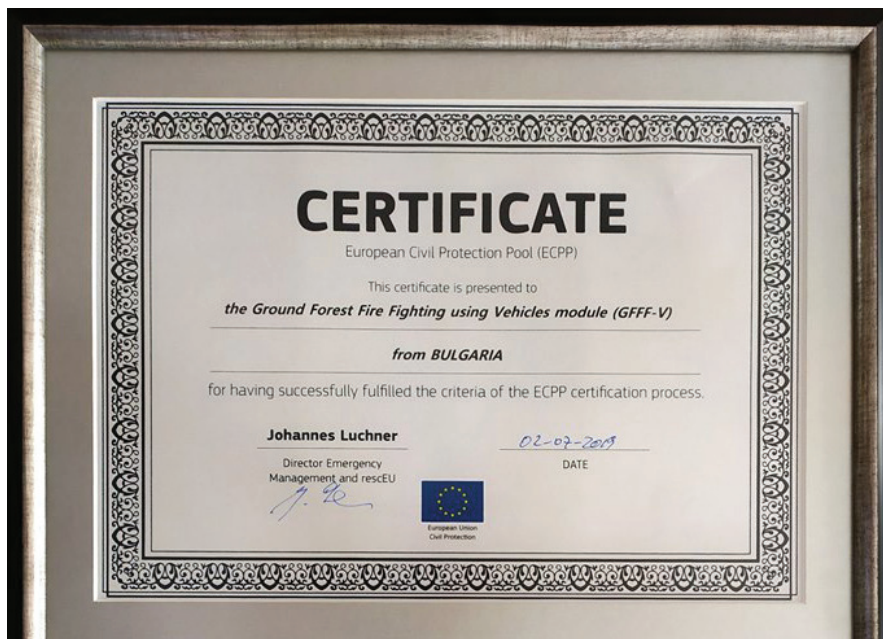 CERTIFICATE
European Civil Protection Pool (ECPP)
This certificate is presented to
the Ground Forest Fire Fighting using Vehicles module (GFFF-V)
from BULGARIA
for having successfully fulfilled the criteria of the ECPP certification process.
Johannes Luchner
Director Emergency
Management and rescEU
02-07-2019
DATE
European Union
Civil Protection